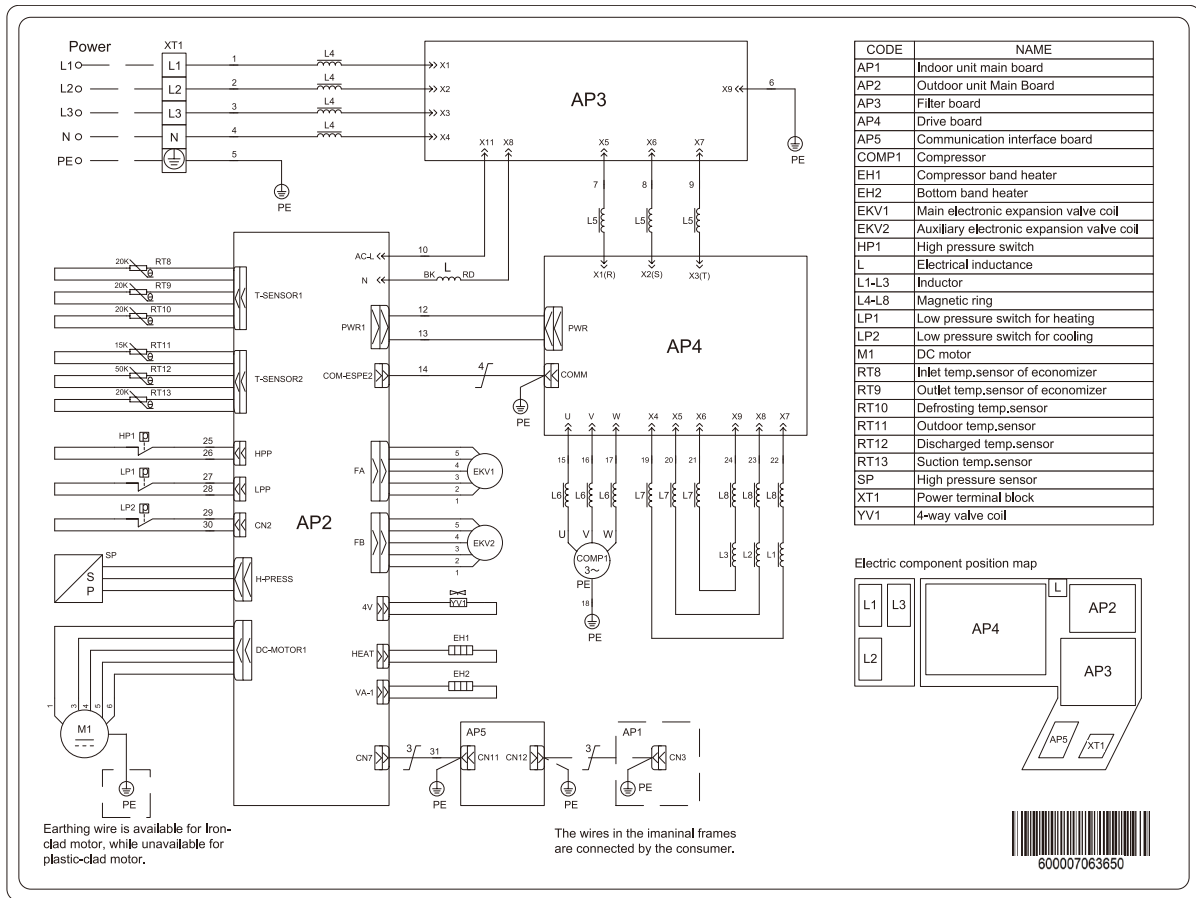 Power
XT1
L1 L1 1 L4 X1
L2 L2 2 L4 X2
L3 L3 3 L4 X3
N N 4 L4 X4
PE 5
PE
AP3
X9 6
PE
X11 X8 X5 X6 X7
7 8 9
L5 L5 L5
X1(R) X2(S) X3(T)
AP2
AC-L 10
N BK L RD
PWR1 12 PWR
13
COM-ESPE2 14 4 COMM
PE
AP4
20K RT8
20K RT9
20K RT10
T-SENSOR1
15K RT11
50K RT12
20K RT13
T-SENSOR2
HP1 P 25
26 HPP
LP1 P 27
28 LPP
LP2 P 29
30 CN2
SP
S
P
H-PRESS
DC-MOTOR1
1 3 4 5 6
M1
PE
FA 5 4 3 2 1 EKV1
FB 5 4 3 2 1 EKV2
4V YV1
HEAT EH1
VA-1 EH2
U V W X4 X5 X6 X9 X8 X7
15 16 17 19 20 21 24 23 22
L6 L6 L6 L7 L7 L7 L8 L8 L8
U V W
L3 L2 L1
COMP1
3~
PE
18
PE
CN7 3 31 CN11 AP5 CN12 3 AP1 CN3
PE PE PE
Earthing wire is available for Iron-
clad motor, while unavailable for
plastic-clad motor.
The wires in the imaninal frames
are connected by the consumer.
CODE NAME
AP1 Indoor unit main board
AP2 Outdoor unit Main Board
AP3 Filter board
AP4 Drive board
AP5 Communication interface board
COMP1 Compressor
EH1 Compressor band heater
EH2 Bottom band heater
EKV1 Main electronic expansion valve coil
EKV2 Auxiliary electronic expansion valve coil
HP1 High pressure switch
L Electrical inductance
L1-L3 Inductor
L4-L8 Magnetic ring
LP1 Low pressure switch for heating
LP2 Low pressure switch for cooling
M1 DC motor
RT8 Inlet temp.sensor of economizer
RT9 Outlet temp.sensor of economizer
RT10 Defrosting temp.sensor
RT11 Outdoor temp.sensor
RT12 Discharged temp.sensor
RT13 Suction temp.sensor
SP High pressure sensor
XT1 Power terminal block
YV1 4-way valve coil
Electric component position map
L1 L3 L AP2
AP4
L2 AP3
AP5 XT1
600007063650